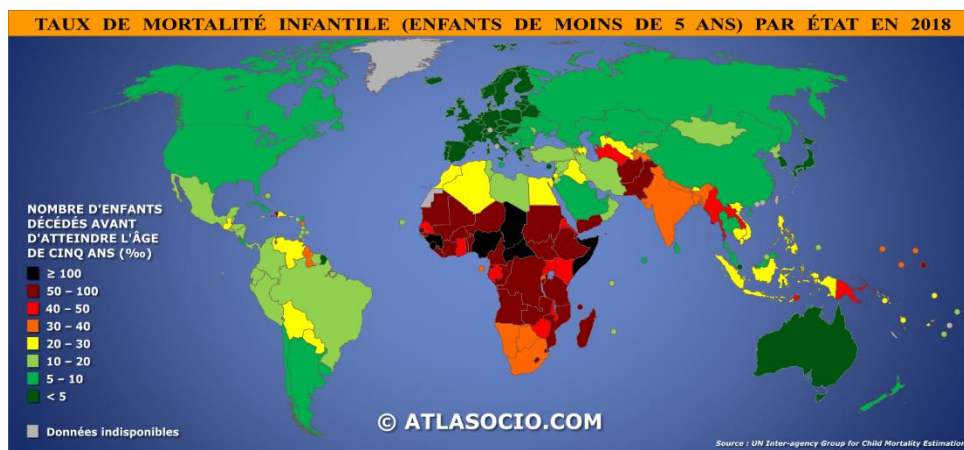 TAUX DE MORTALITÉ INFANTILE (ENFANTS DE MOINS DE 5 ANS) PAR ÉTAT EN 2018
NOMBRE D'ENFANTS
DÉCÉDÉS AVANT
D'ATTEINDRE L'ÂGE
DE CINQ ANS (‰)
≥ 100
50 – 100
40 – 50
30 – 40
20 – 30
10 – 20
5 – 10
< 5
Données indisponibles
© ATLASOCIO.COM
Source : UN Inter-agency Group for Child Mortality Estimation